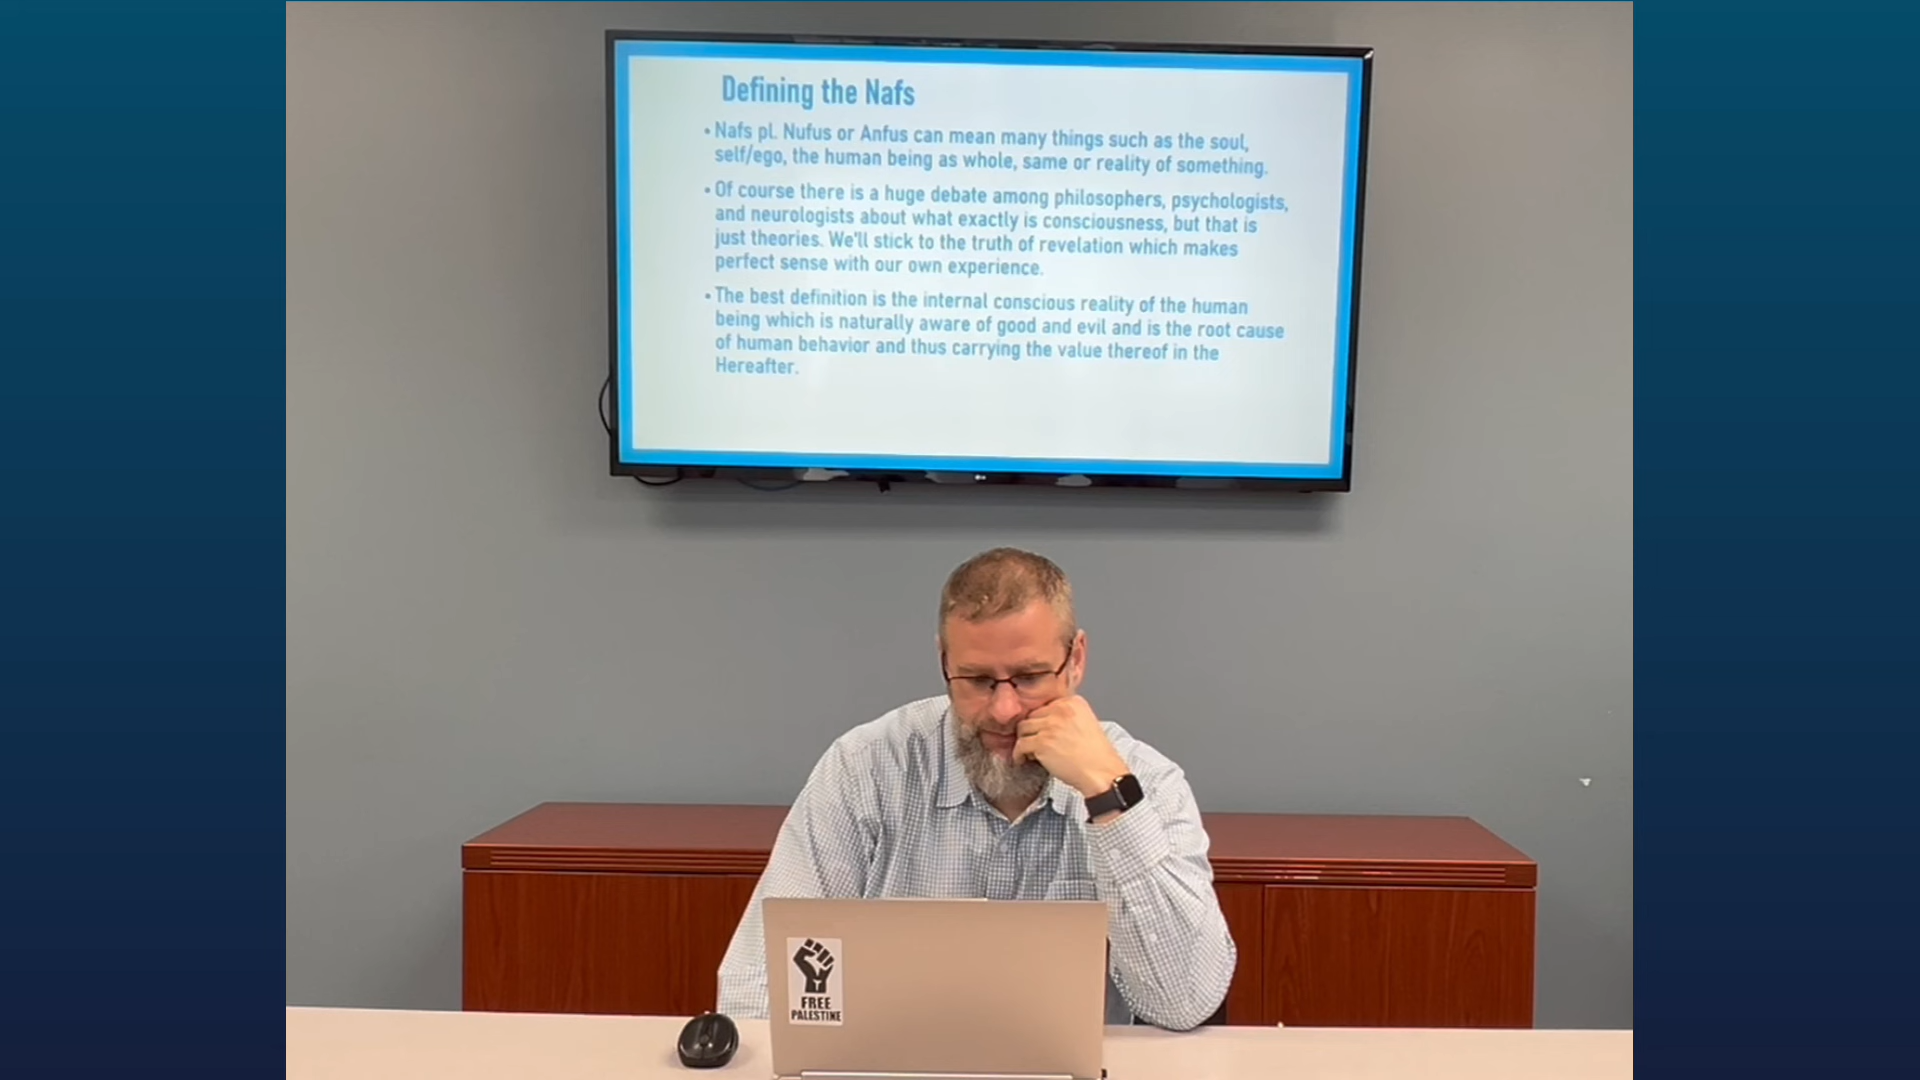 Defining the Nafs
• Nafs pl. Nufus or Anfus can mean many things such as the soul,
self/ego, the human being as whole, same or reality of something.
• Of course there is a huge debate among philosophers, psychologists,
and neurologists about what exactly is consciousness, but that is
just theories. We'll stick to the truth of revelation which makes
perfect sense with our own experience.
• The best definition is the internal conscious reality of the human
being which is naturally aware of good and evil and is the root cause
of human behavior and thus carrying the value thereof in the
Hereafter.
LG
FREE
PALESTINE